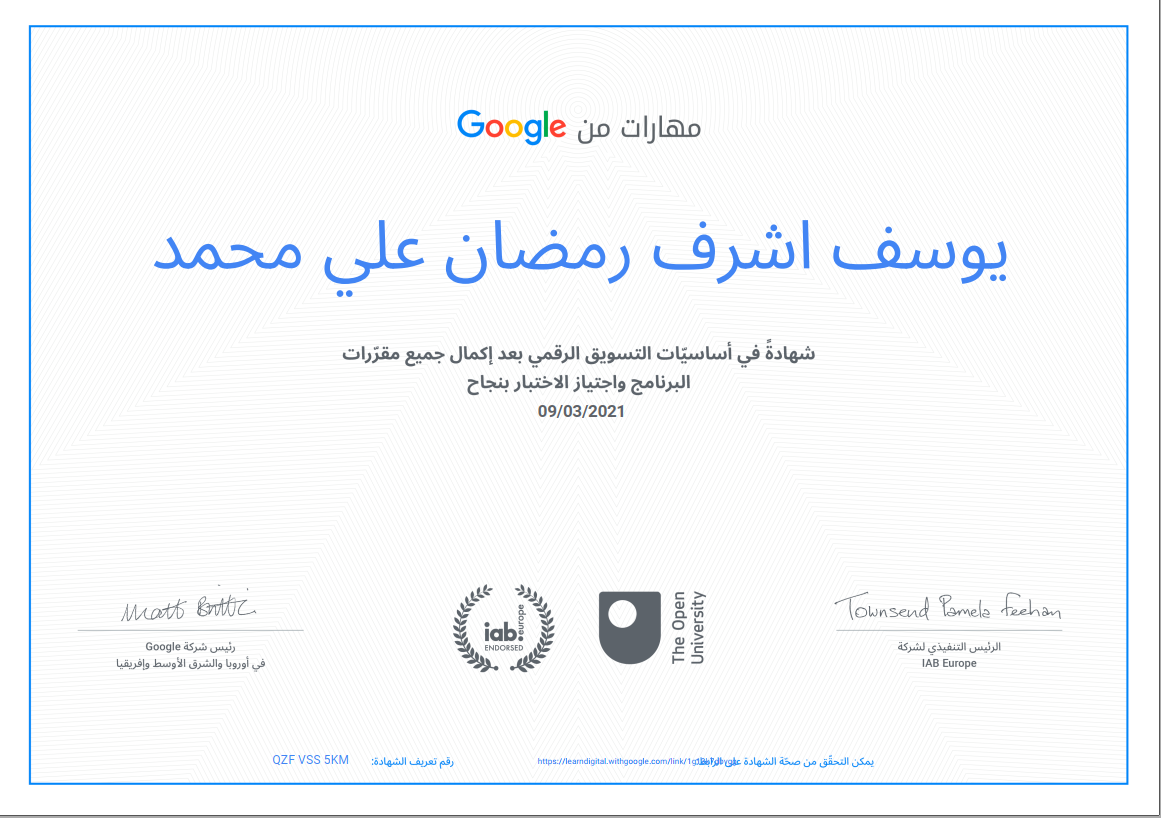 مهارات من Google
يوسف اشرف رمضان علي محمد
شهادةً في أساسيّات التسويق الرقمي بعد إكمال جميع مقرّرات
البرنامج واجتياز الاختبار بنجاح
09/03/2021
Townsend Pamela Feehan
الرئيس التنفيذي لشركة
IAB Europe
The Open
University
iab europe
ENDORSED
Matt
رئيس شركة Google
في أوروبا والشرق الأوسط وإفريقيا
يمكن التحقّق من صحّة الشهادة على الرابط: https://learndigital.withgoogle.com/link/
رقم تعريف الشهادة: QZF VSS 5KM